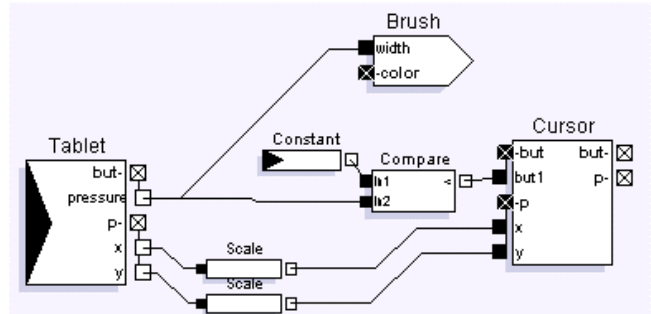 Brush
width
-color
Constant
Compare
In1
<
In2
Cursor
-but but-
but1 p-
-p
x
y
Tablet
but-
pressure
p-
x
y
Scale
Scale